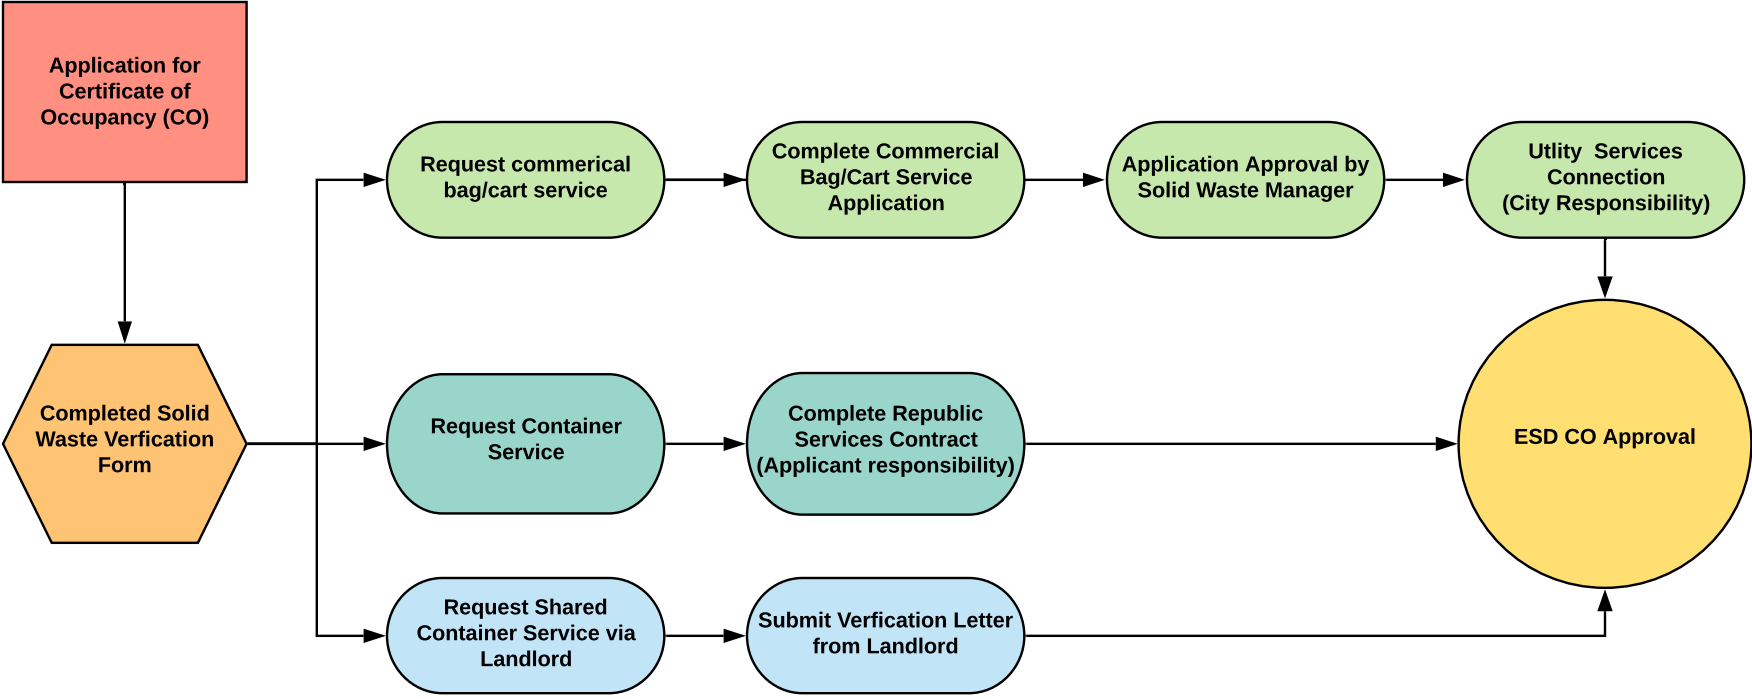 Application for
Certificate of
Occupancy (CO)
Request commerical
bag/cart service
Complete Commercial
Bag/Cart Service
Application
Application Approval by
Solid Waste Manager
Utlity  Services
Connection
(City Responsibility)
Completed Solid
Waste Verfication
Form
Request Container
Service
Complete Republic
Services Contract
(Applicant responsibility)
ESD CO Approval
Request Shared
Container Service via
Landlord
Submit Verfication Letter
from Landlord